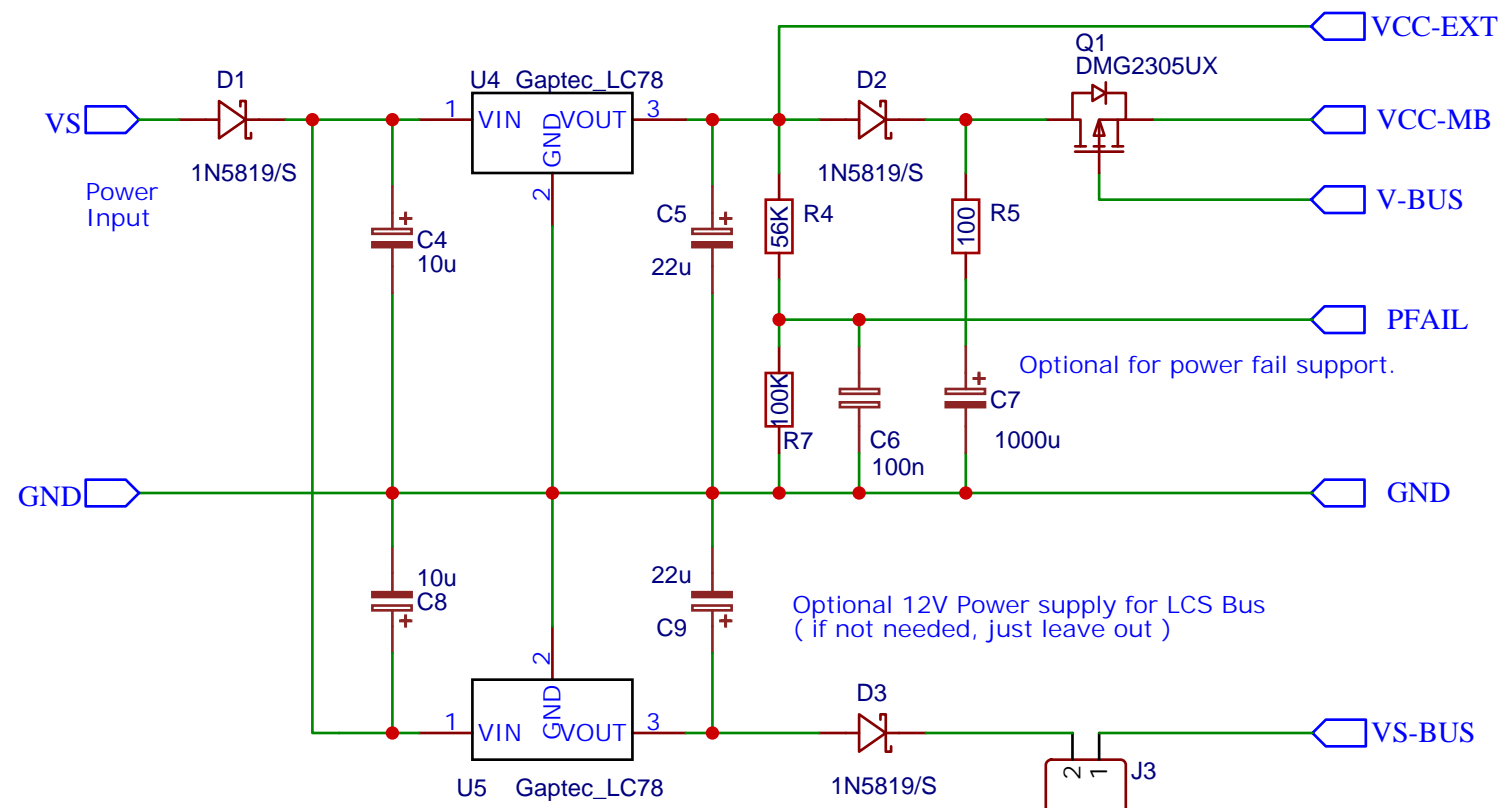 VCC-EXT
Q1
DMG2305UX
D1
U4 Gaptec_LC78
D2
VS
1 VIN GND VOUT 3
2
VCC-MB
1N5819/S
1N5819/S
Power
Input
V-BUS
C4
10u
C5
22u
56K R4
100 R5
PFAIL
Optional for power fail support.
100K
R7
C6
100n
C7
1000u
GND
GND
10u
C8
22u
C9
Optional 12V Power supply for LCS Bus
( if not needed, just leave out )
2
1 VIN GND VOUT 3
D3
VS-BUS
2 1 J3
U5 Gaptec_LC78
1N5819/S